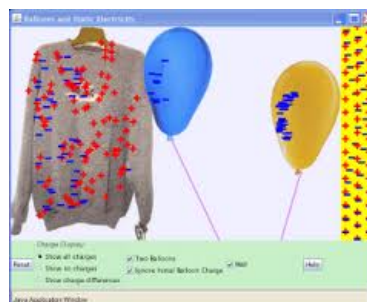 Balloons and Static Electricity
Charge Display:
Show all charges
Show no charges
Show charge differences
Two Balloons
Ignore Initial Balloon Charge
Wall
Reset
Help
Java Application Window